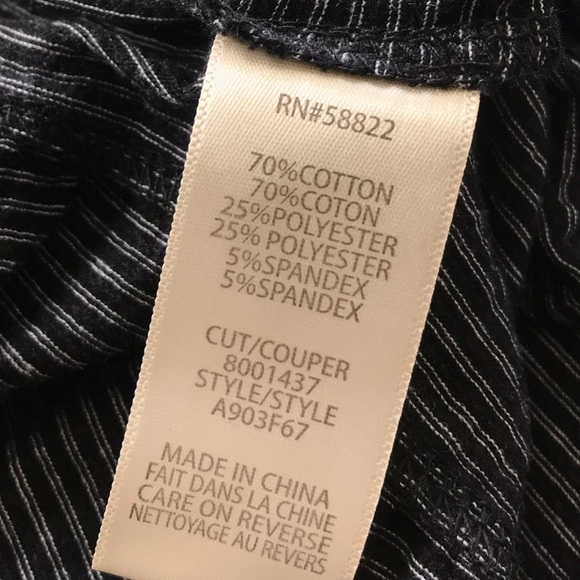 RN#58822
70%COTTON
70%COTON
25%POLYESTER
25% POLYESTER
5%SPANDEX
5%SPANDEX
CUT/COUPER
8001437
STYLE/STYLE
A903F67
MADE IN CHINA
FAIT DANS LA CHINE
CARE ON REVERSE
NETTOYAGE AU REVERS